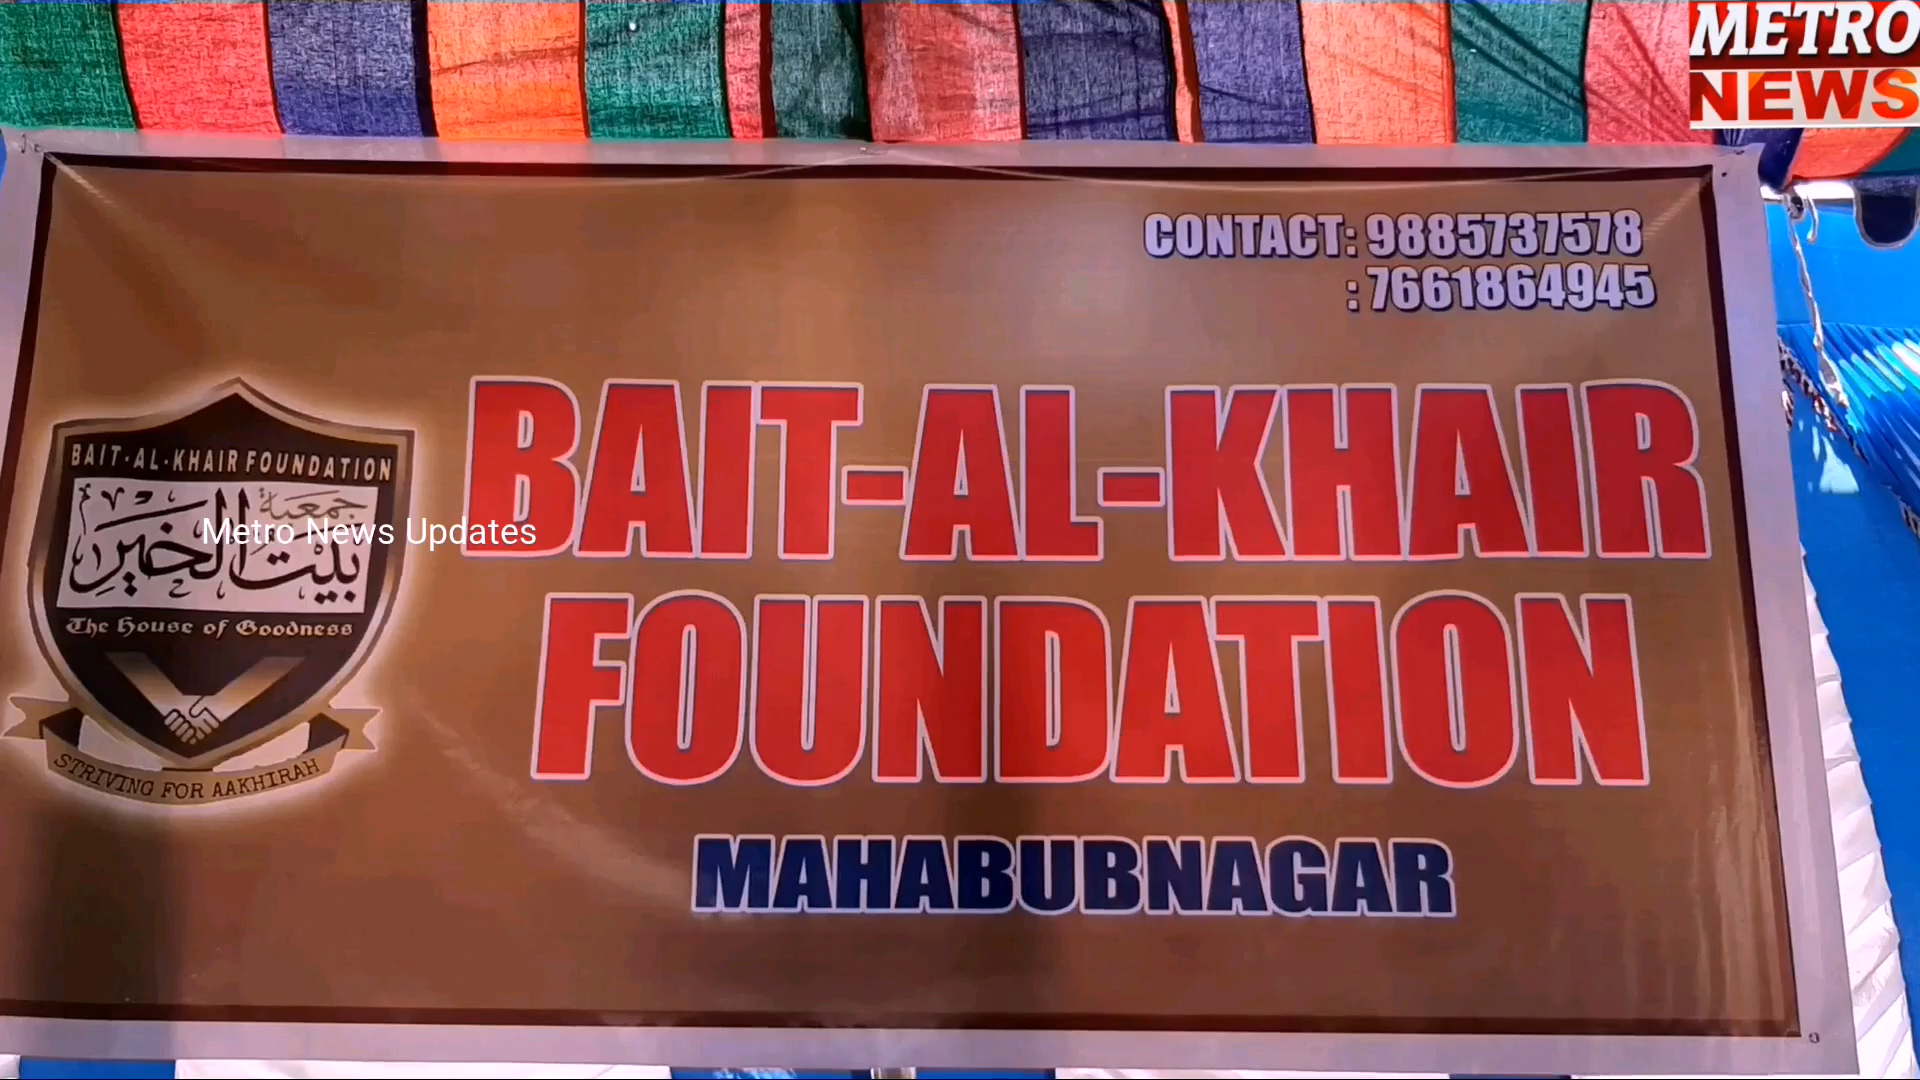 METRO
NEWS
CONTACT: 9885737578
: 7661864945
BAIT-AL-KHAIR FOUNDATION
جمعية
بيت الخير
The House of Goodness
STRIVING FOR AAKHIRAH
Metro News Updates
BAIT-AL-KHAIR
FOUNDATION
MAHABUBNAGAR